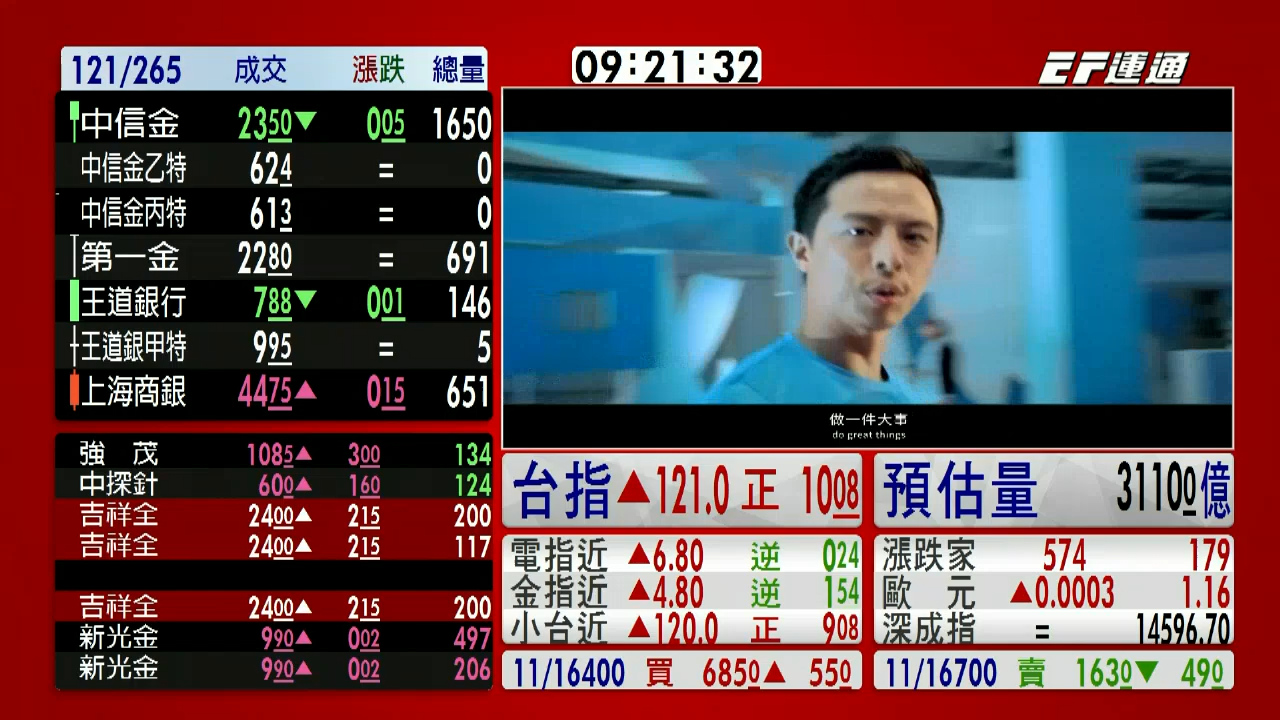 121/265 成交 漲跌 總量
09:21:32
EF運通
中信金 2350▼ 005 1650
中信金乙特 624 = 0
中信金丙特 613 = 0
第一金 2280 = 691
王道銀行 788▼ 001 146
王道銀甲特 995 = 5
上海商銀 4475▲ 015 651
強 茂 1085▲ 300 134
中探針 600▲ 160 124
吉祥全 2400▲ 215 200
吉祥全 2400▲ 215 117
吉祥全 2400▲ 215 200
新光金 990▲ 002 497
新光金 990▲ 002 206
做一件大事
do great things
台指▲121.0 正 1008
預估量 31100億
電指近 ▲6.80 逆 024
金指近 ▲4.80 逆 154
小台近 ▲120.0 正 908
漲跌家 574 179
歐 元 ▲0.0003 1.16
深成指 = 14596.70
11/16400 買 6850▲ 550
11/16700 賣 1630▼ 490